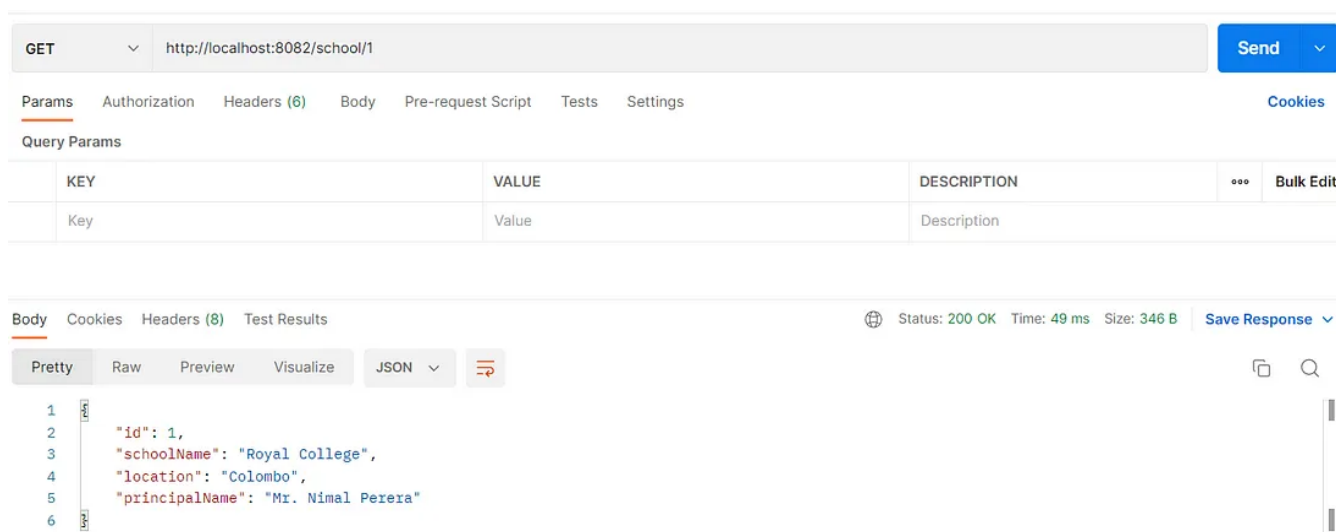 GET http://localhost:8082/school/1 Send
Params Authorization Headers (6) Body Pre-request Script Tests Settings Cookies
Query Params
KEY VALUE DESCRIPTION ooo Bulk Edit
Key Value Description
Body Cookies Headers (8) Test Results Status: 200 OK Time: 49 ms Size: 346 B Save Response
Pretty Raw Preview Visualize JSON
1 {
2 "id": 1,
3 "schoolName": "Royal College",
4 "location": "Colombo",
5 "principalName": "Mr. Nimal Perera"
6 }